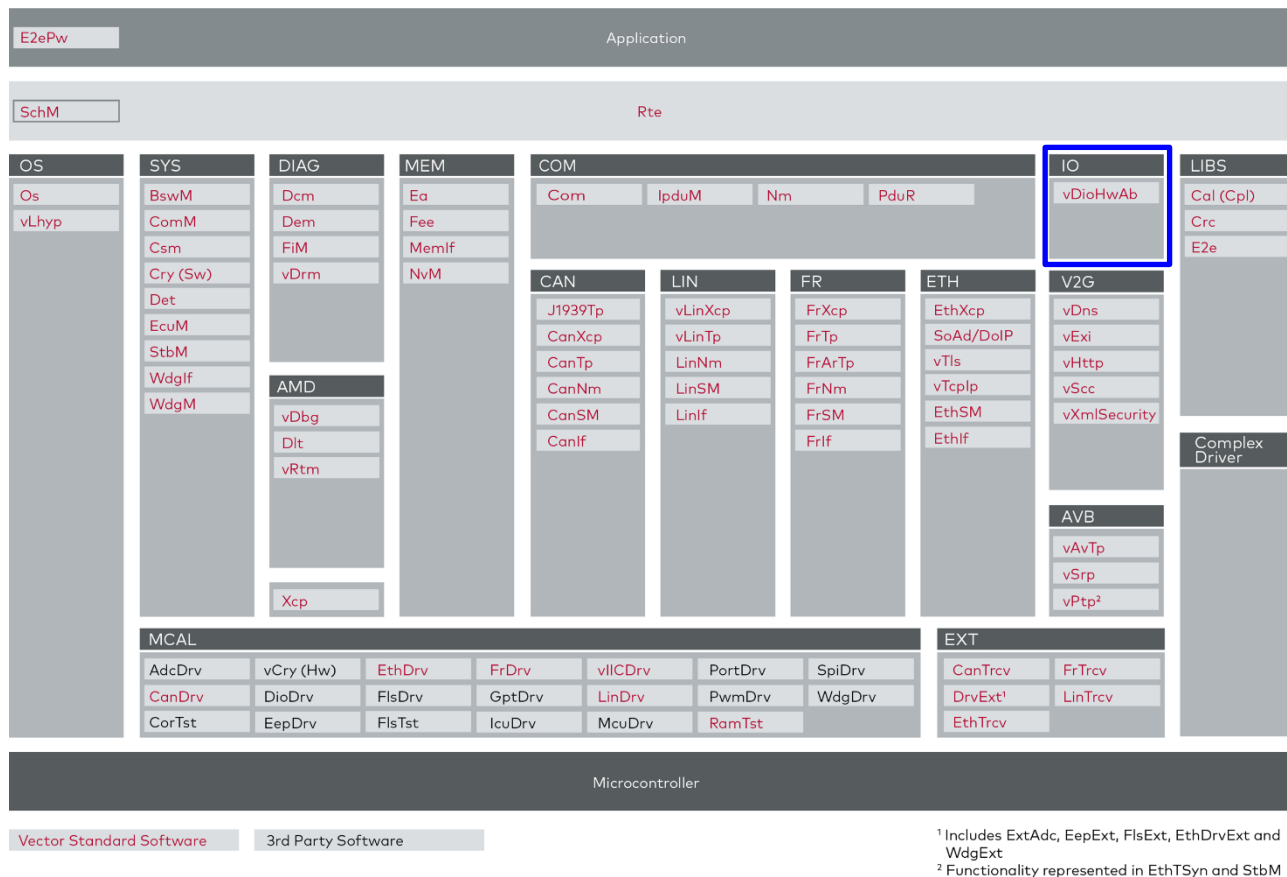 E2ePw
Application
SchM
Rte
OS
Os
vLhyp
SYS
BswM
ComM
Csm
Cry (Sw)
Det
EcuM
StbM
WdgIf
WdgM
DIAG
Dcm
Dem
FiM
vDrm
AMD
vDbg
Dlt
vRtm
Xcp
MEM
Ea
Fee
MemIf
NvM
COM
Com
IpduM
Nm
PduR
CAN
J1939Tp
CanXcp
CanTp
CanNm
CanSM
CanIf
LIN
vLinXcp
vLinTp
LinNm
LinSM
LinIf
FR
FrXcp
FrTp
FrArTp
FrNm
FrSM
FrIf
ETH
EthXcp
SoAd/DoIP
vTls
vTcpIp
EthSM
EthIf
IO
vDioHwAb
V2G
vDns
vExi
vHttp
vScc
vXmlSecurity
AVB
vAvTp
vSrp
vPtp²
LIBS
Cal (Cpl)
Crc
E2e
Complex
Driver
MCAL
AdcDrv
vCry (Hw)
EthDrv
FrDrv
vIICDrv
PortDrv
SpiDrv
CanDrv
DioDrv
FlsDrv
GptDrv
LinDrv
PwmDrv
WdgDrv
CorTst
EepDrv
FlsTst
IcuDrv
McuDrv
RamTst
EXT
CanTrcv
FrTrcv
DrvExt¹
LinTrcv
EthTrcv
Microcontroller
Vector Standard Software
3rd Party Software
¹ Includes ExtAdc, EepExt, FlsExt, EthDrvExt and
WdgExt
² Functionality represented in EthTSyn and StbM